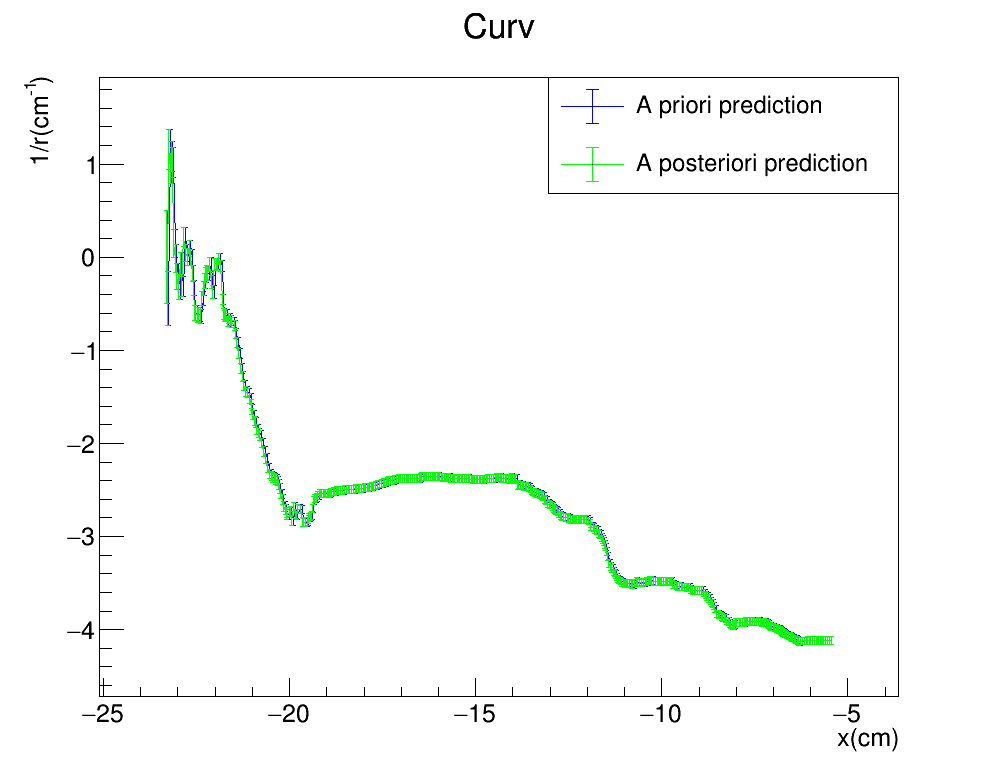 Curv
1/r(cm⁻¹)
A priori prediction
A posteriori prediction
1
0
−1
−2
−3
−4
−25 −20 −15 −10 −5
x(cm)